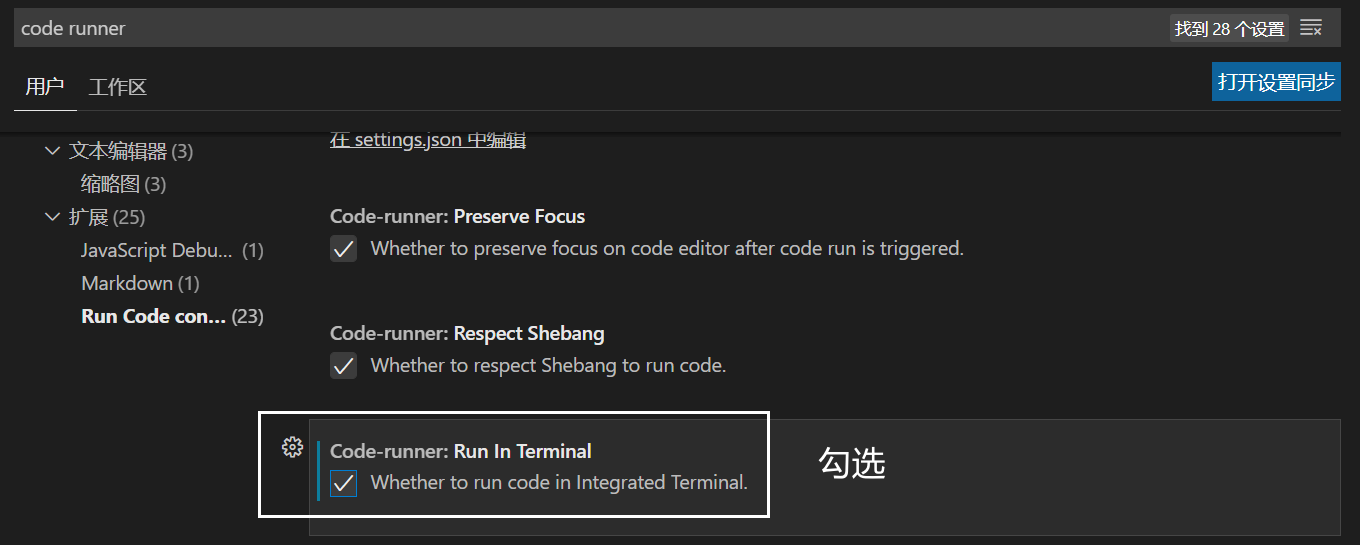 code runner
找到 28 个设置
用户 工作区
打开设置同步
文本编辑器 (3)
缩略图 (3)
扩展 (25)
JavaScript Debu... (1)
Markdown (1)
Run Code con... (23)
在 settings.json 中编辑
Code-runner: Preserve Focus
Whether to preserve focus on code editor after code run is triggered.
Code-runner: Respect Shebang
Whether to respect Shebang to run code.
Code-runner: Run In Terminal
Whether to run code in Integrated Terminal.
勾选